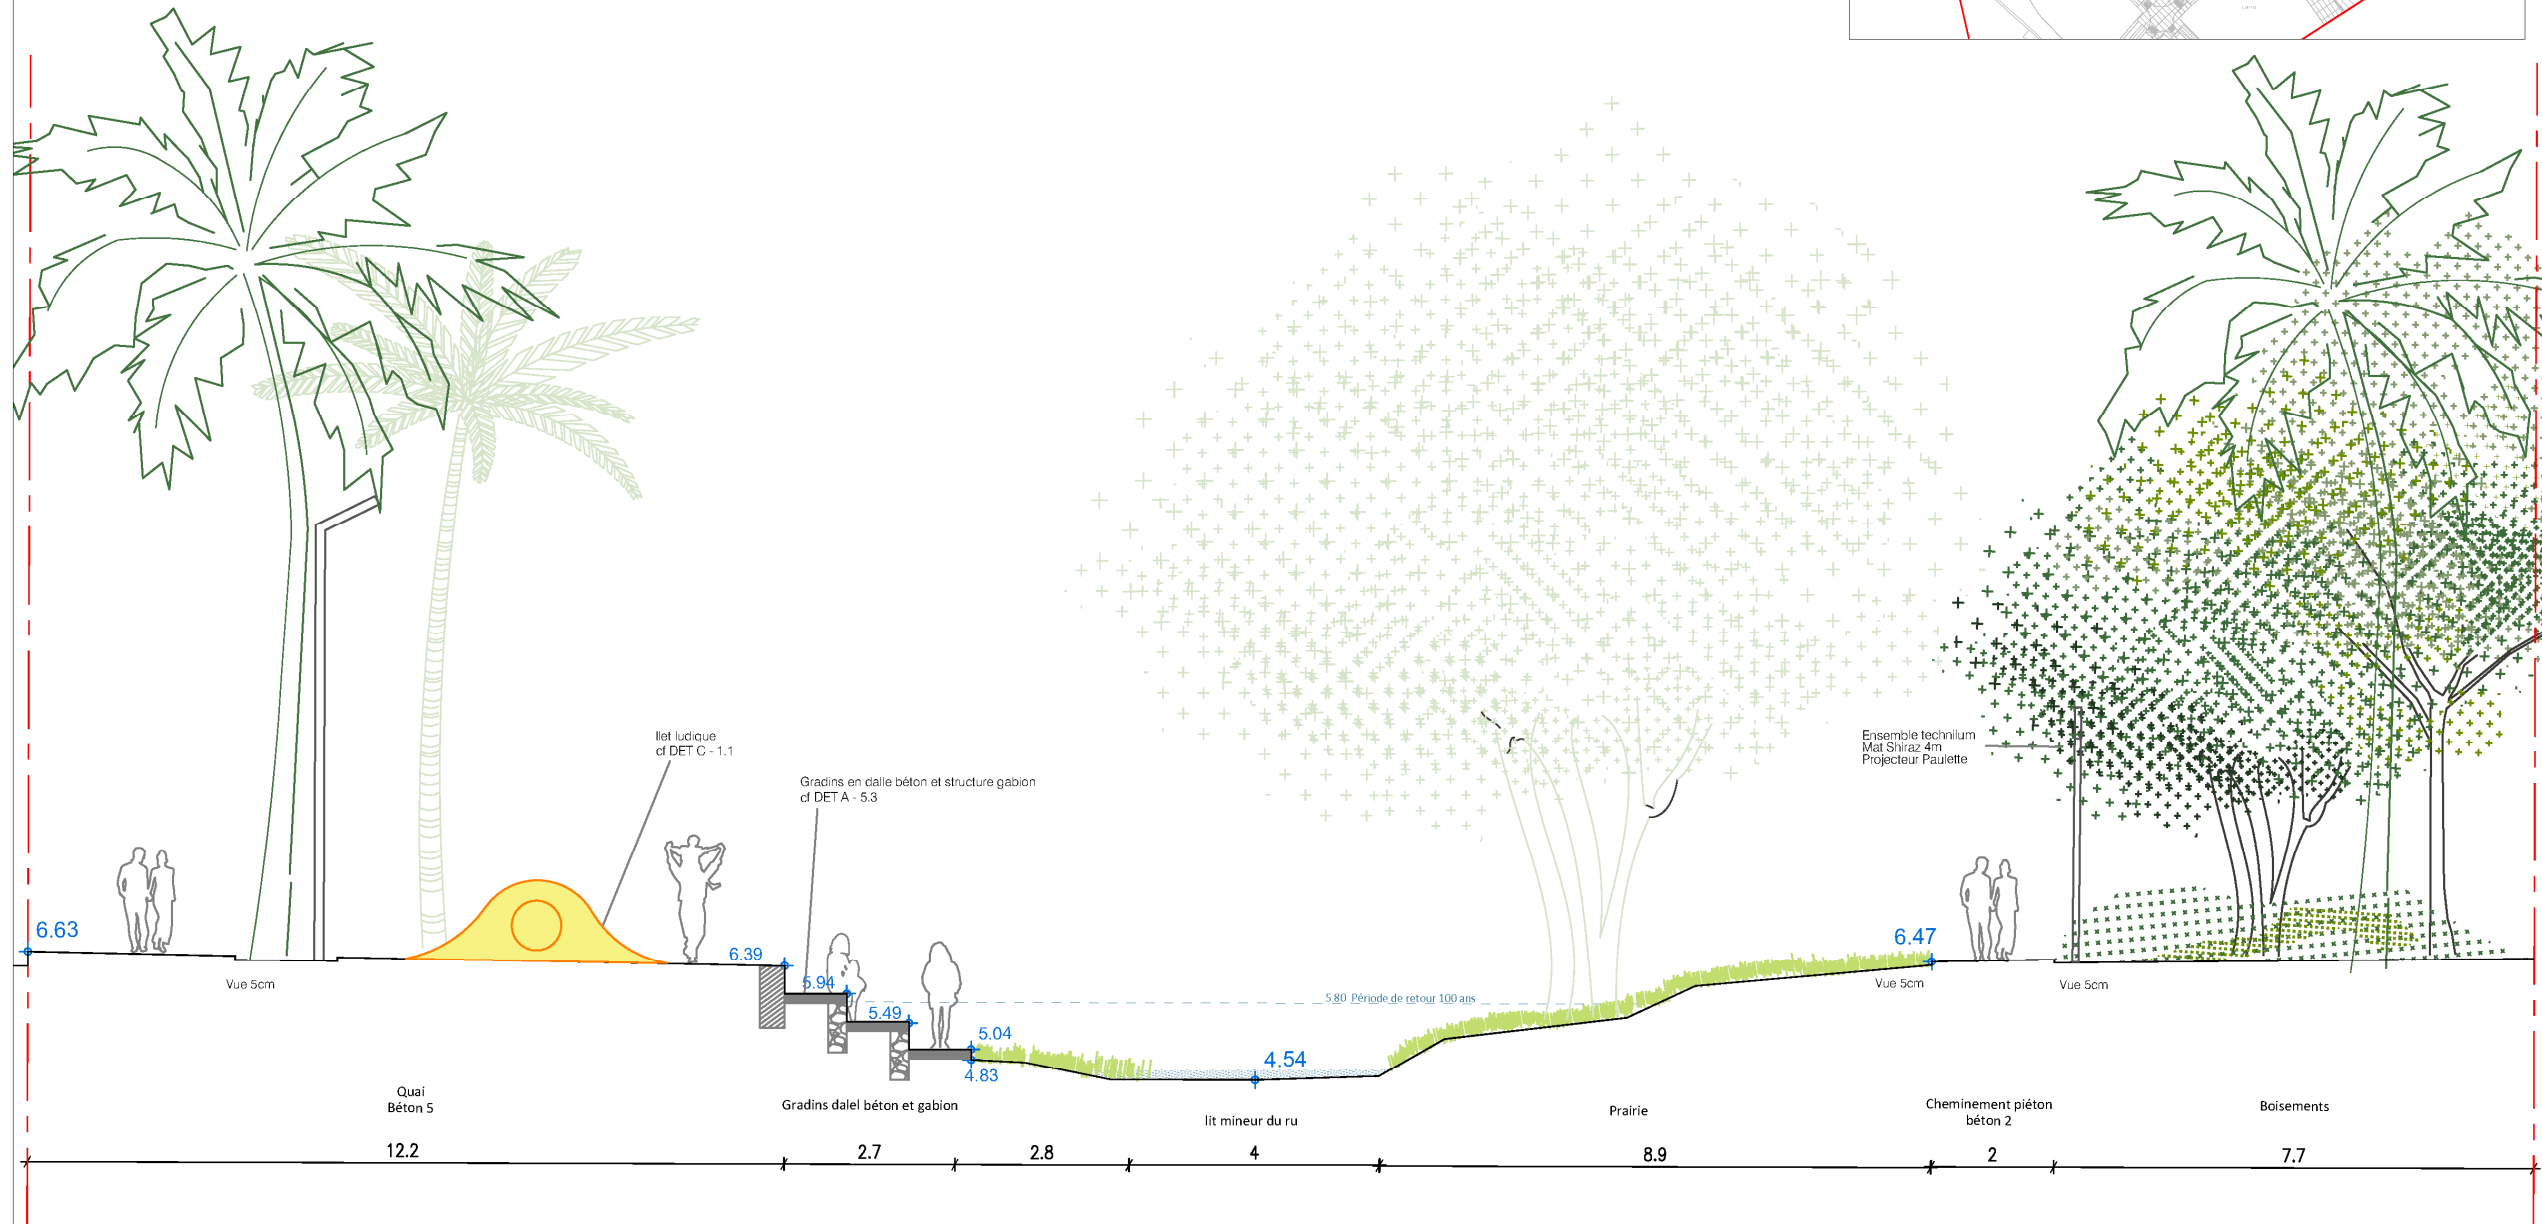 Ilet ludique
cf DET C - 1.1
Gradins en dalle béton et structure gabion
cf DET A - 5.3
Ensemble technilum
Mat Shiraz 4m
Projecteur Paulette
6.63
6.39
5.94
5.49
5.04
4.83
4.54
6.47
5.80 Période de retour 100 ans
Vue 5cm
Vue 5cm
Vue 5cm
Quai
Béton 5
Gradins dalel béton et gabion
lit mineur du ru
Prairie
Cheminement piéton
béton 2
Boisements
12.2
2.7
2.8
4
8.9
2
7.7